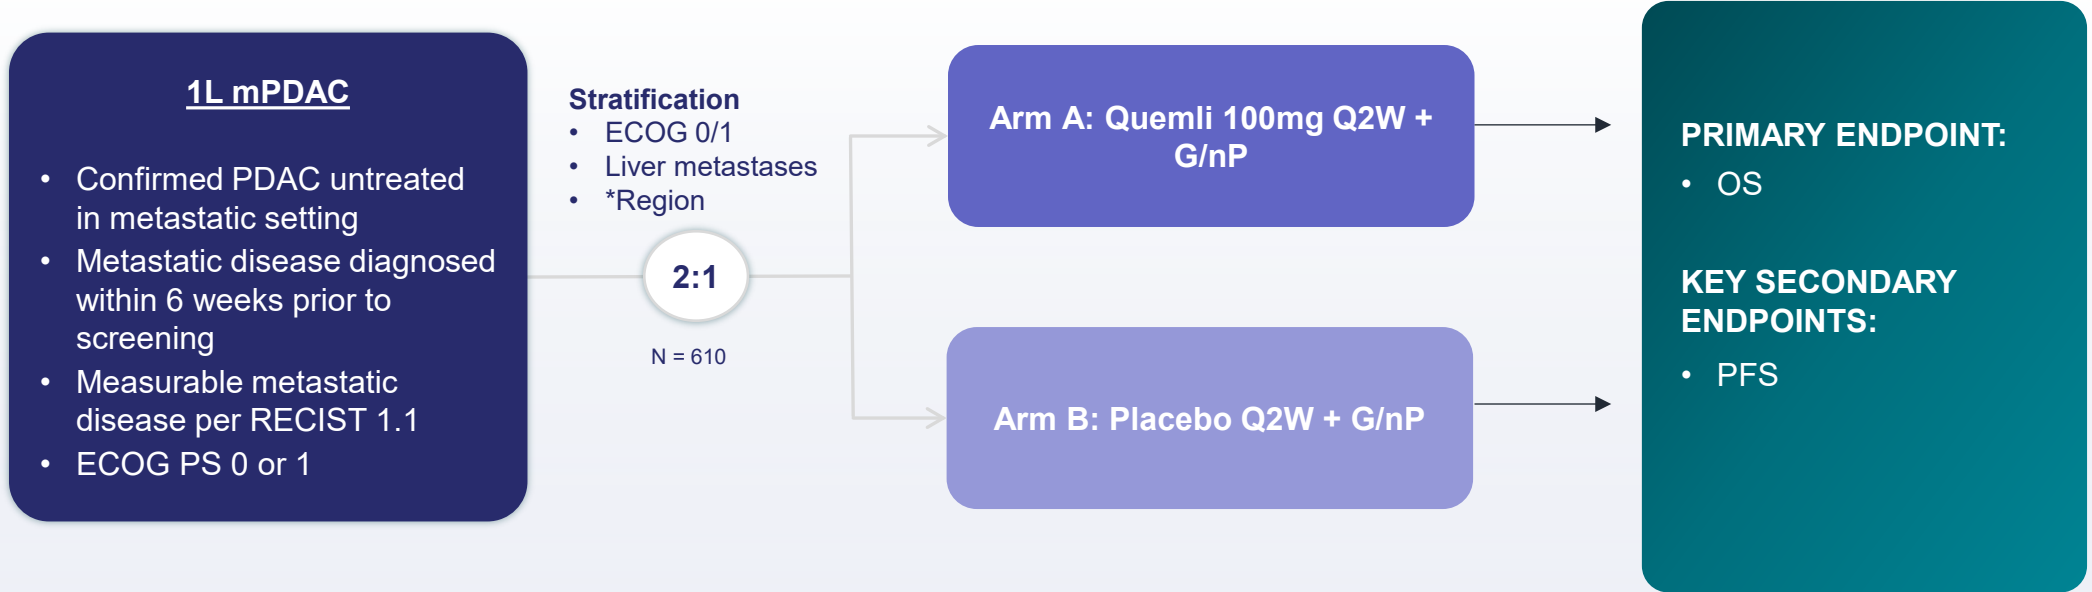 1L mPDAC
• Confirmed PDAC untreated
in metastatic setting
• Metastatic disease diagnosed
within 6 weeks prior to
screening
• Measurable metastatic
disease per RECIST 1.1
• ECOG PS 0 or 1
Stratification
• ECOG 0/1
• Liver metastases
• *Region
2:1
N = 610
Arm A: Quemli 100mg Q2W +
G/nP
Arm B: Placebo Q2W + G/nP
PRIMARY ENDPOINT:
• OS
KEY SECONDARY
ENDPOINTS:
• PFS